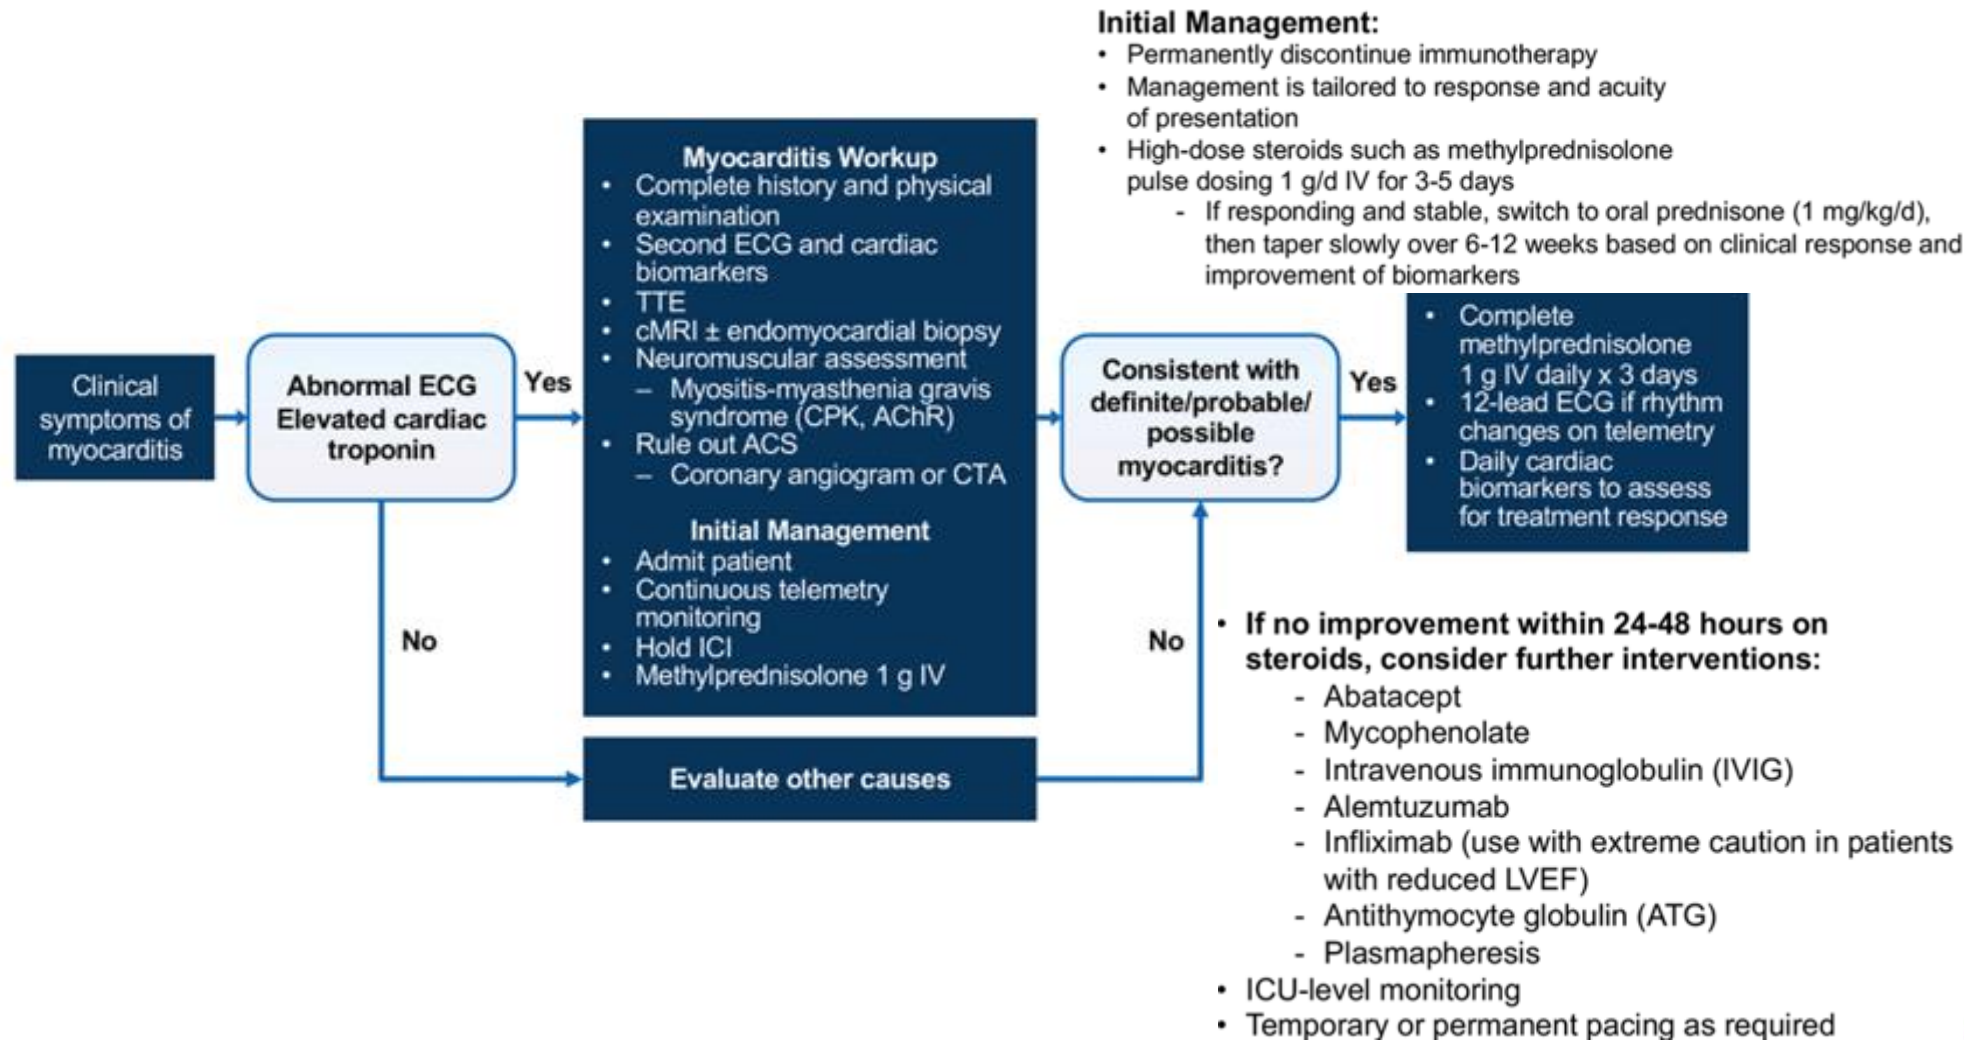 Initial Management:
• Permanently discontinue immunotherapy
• Management is tailored to response and acuity
of presentation
• High-dose steroids such as methylprednisolone
pulse dosing 1 g/d IV for 3-5 days
- If responding and stable, switch to oral prednisone (1 mg/kg/d),
then taper slowly over 6-12 weeks based on clinical response and
improvement of biomarkers
Clinical
symptoms of
myocarditis
Abnormal ECG
Elevated cardiac
troponin
Yes
No
Myocarditis Workup
• Complete history and physical
examination
• Second ECG and cardiac
biomarkers
• TTE
• cMRI ± endomyocardial biopsy
• Neuromuscular assessment
– Myositis-myasthenia gravis
syndrome (CPK, AChR)
• Rule out ACS
– Coronary angiogram or CTA
Initial Management
• Admit patient
• Continuous telemetry
monitoring
• Hold ICI
• Methylprednisolone 1 g IV
Evaluate other causes
Consistent with
definite/probable/
possible
myocarditis?
Yes
No
• Complete
methylprednisolone
1 g IV daily x 3 days
• 12-lead ECG if rhythm
changes on telemetry
• Daily cardiac
biomarkers to assess
for treatment response
• If no improvement within 24-48 hours on
steroids, consider further interventions:
- Abatacept
- Mycophenolate
- Intravenous immunoglobulin (IVIG)
- Alemtuzumab
- Infliximab (use with extreme caution in patients
with reduced LVEF)
- Antithymocyte globulin (ATG)
- Plasmapheresis
• ICU-level monitoring
• Temporary or permanent pacing as required